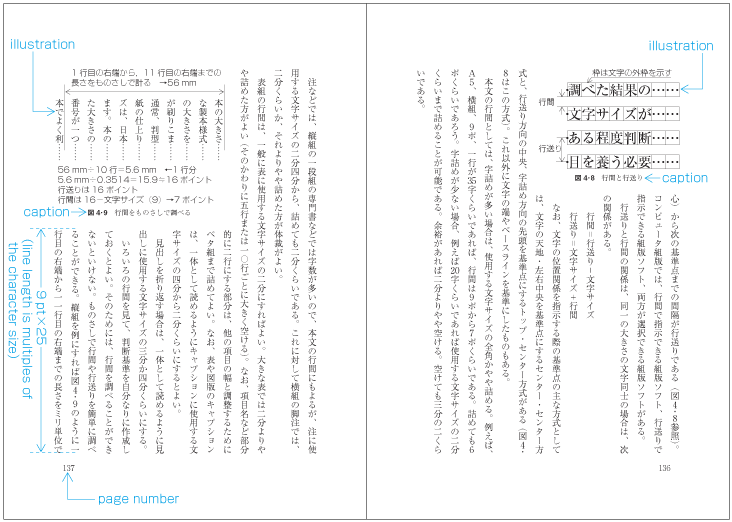 illustration
枠は文字の外枠を示す
調べた結果の……
文字サイズが……
ある程度判断……
目を養う必要……
行間
行送り
図4・8 行間と行送り
caption
心）から次の基準点までの間隔が行送りである（図4・8参照）。
コンピュータ組版では、行間で指示できる組版ソフト、行送りで
指示できる組版ソフト、両方が選択できる組版ソフトがある。
行送りと行間の関係は、同一の大きさの文字同士の場合は、次
の関係がある。
行間＝行送り－文字サイズ
行送り＝文字サイズ＋行間
なお、文字の位置関係を指示する際の基準点の主な方式として
は、文字の天地・左右中央を基準点にするセンター・センター方
式と、行送り方向の中央、字詰め方向の先頭を基準点にするトップ・センター方式がある（図4・
8はこの方式）。これ以外に文字の端やベースラインを基準にしたものもある。
本文の行間としては、字詰めが多い場合は、使用する文字サイズの全角かやや詰める。例えば、
A5、横組、9ポ、一行が35字くらいであれば、行間は9ポから7ポくらいである。詰めても6
ポくらいであろう。字詰めが少ない場合、例えば20字くらいであれば使用する文字サイズの二分
くらいまで詰めることが可能である。余裕があれば二分よりやや空ける。空けても三分の二くら
いである。
136
注などでは、縦組の一段組の専門書などでは字数が多いので、本文の行間にもよるが、注に使
用する文字サイズの二分四分から、詰めても二分くらいである。これに対して横組の脚注では、
二分くらいか、それよりやや詰めた方が体裁がよい。
表組の行間は、一般に表に使用する文字サイズの二分にすればよい。大きな表では二分よりや
や詰めた方がよい（そのかわりに五行または一〇行ごとに大きく空ける）。なお、項目名など部分
的に二行にする部分は、他の項目の幅と調整するために
ベタ組まで詰めてよい。なお、表や図版のキャプション
は、一体として読めるようにキャプションに使用する文
字サイズの四分から二分くらいにするとよい。
見出しを折り返す場合は、一体として読めるように見
出しに使用する文字サイズの三分か四分くらいにする。
いろいろの行間を見て、判断基準を自分なりに作成し
ておくとよい。そのためには、行間を調べることができ
ないといけない。ものさしで行間や行送りを簡単に調べ
ることができる。縦組を例にすれば図4・9のように一
行目の右端から一一行目の右端までの長さをミリ単位で
illustration
1行目の右端から，11行目の右端までの
長さをものさしで計る →56mm
本の大きさ……
な製本様式……
の大きさを……
が刷りこま……
通常、判型……
紙の仕上り……
ズは、日本……
ます。本の……
た大きさの……
番号が一つ……
本でよく利……
56mm÷10行＝5.6mm ←1行分
5.6mm÷0.3514＝15.9≒16ポイント
行送りは16ポイント
行間は16－文字サイズ（9）→7ポイント
caption
図4・9 行間をものさしで調べる
9 pt×25
(line length is multiples of
the character size)
137
page number